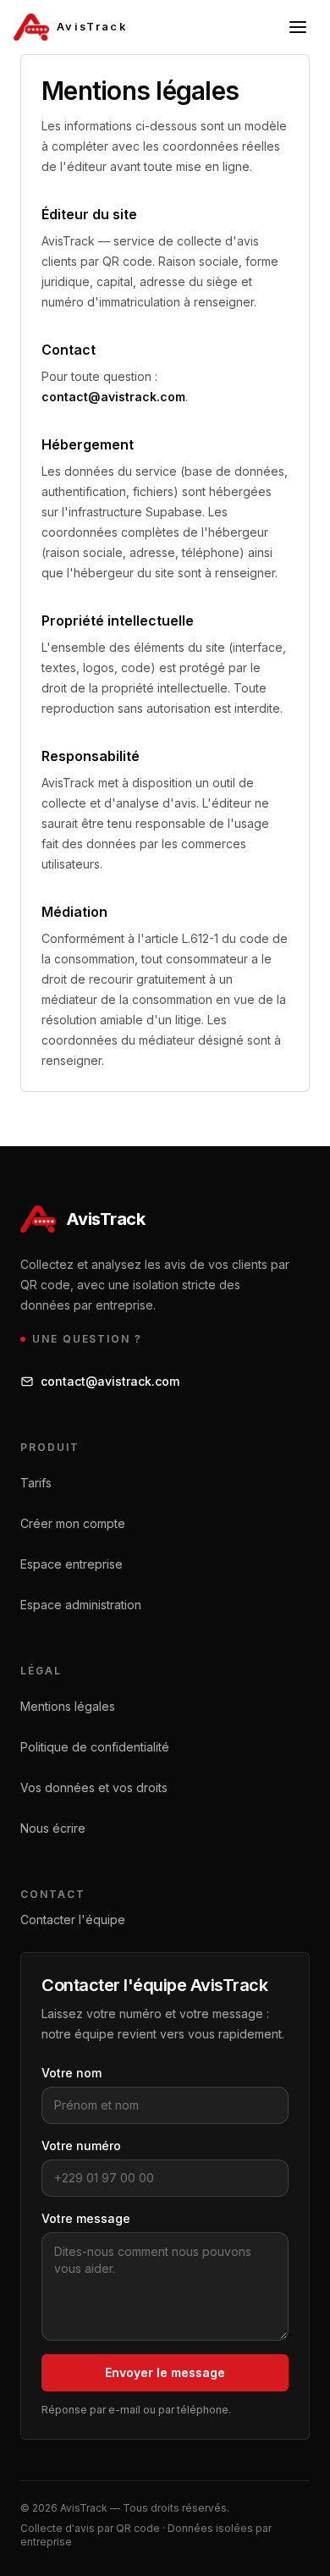 AvisTrack
Mentions légales
Les informations ci-dessous sont un modèle
à compléter avec les coordonnées réelles
de l'éditeur avant toute mise en ligne.
Éditeur du site
AvisTrack — service de collecte d'avis
clients par QR code. Raison sociale, forme
juridique, capital, adresse du siège et
numéro d'immatriculation à renseigner.
Contact
Pour toute question :
contact@avistrack.com.
Hébergement
Les données du service (base de données,
authentification, fichiers) sont hébergées
sur l'infrastructure Supabase. Les
coordonnées complètes de l'hébergeur
(raison sociale, adresse, téléphone) ainsi
que l'hébergeur du site sont à renseigner.
Propriété intellectuelle
L'ensemble des éléments du site (interface,
textes, logos, code) est protégé par le
droit de la propriété intellectuelle. Toute
reproduction sans autorisation est interdite.
Responsabilité
AvisTrack met à disposition un outil de
collecte et d'analyse d'avis. L'éditeur ne
saurait être tenu responsable de l'usage
fait des données par les commerces
utilisateurs.
Médiation
Conformément à l'article L.612-1 du code de
la consommation, tout consommateur a le
droit de recourir gratuitement à un
médiateur de la consommation en vue de la
résolution amiable d'un litige. Les
coordonnées du médiateur désigné sont à
renseigner.
AvisTrack
Collectez et analysez les avis de vos clients par
QR code, avec une isolation stricte des
données par entreprise.
UNE QUESTION ?
contact@avistrack.com
PRODUIT
Tarifs
Créer mon compte
Espace entreprise
Espace administration
LÉGAL
Mentions légales
Politique de confidentialité
Vos données et vos droits
Nous écrire
CONTACT
Contacter l'équipe
Contacter l'équipe AvisTrack
Laissez votre numéro et votre message :
notre équipe revient vers vous rapidement.
Votre nom
Prénom et nom
Votre numéro
+229 01 97 00 00
Votre message
Dites-nous comment nous pouvons
vous aider.
Envoyer le message
Réponse par e-mail ou par téléphone.
© 2026 AvisTrack — Tous droits réservés.
Collecte d'avis par QR code · Données isolées par
entreprise